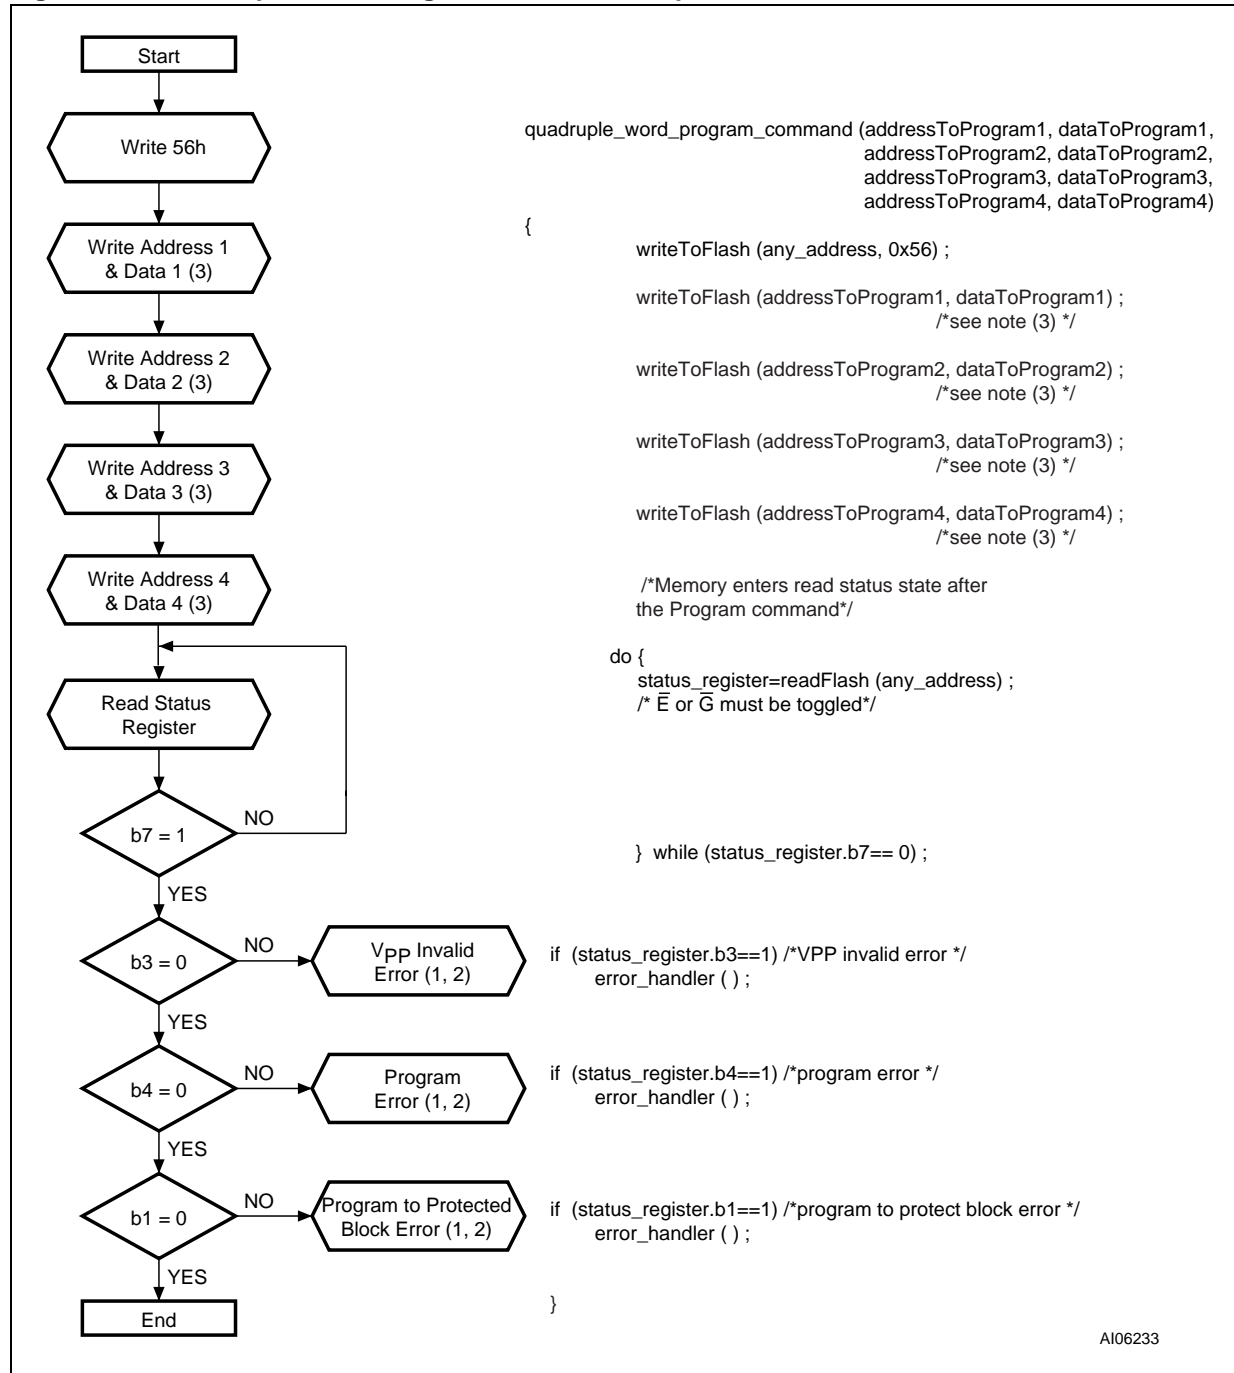 Start
Write 56h
Write Address 1
& Data 1 (3)
Write Address 2
& Data 2 (3)
Write Address 3
& Data 3 (3)
Write Address 4
& Data 4 (3)
Read Status
Register
b7 = 1
NO
YES
b3 = 0
NO
VPP Invalid
Error (1, 2)
YES
b4 = 0
NO
Program
Error (1, 2)
YES
b1 = 0
NO
Program to Protected
Block Error (1, 2)
YES
End
quadruple_word_program_command (addressToProgram1, dataToProgram1,
addressToProgram2, dataToProgram2,
addressToProgram3, dataToProgram3,
addressToProgram4, dataToProgram4)
{
writeToFlash (any_address, 0x56) ;
writeToFlash (addressToProgram1, dataToProgram1) ;
/*see note (3) */
writeToFlash (addressToProgram2, dataToProgram2) ;
/*see note (3) */
writeToFlash (addressToProgram3, dataToProgram3) ;
/*see note (3) */
writeToFlash (addressToProgram4, dataToProgram4) ;
/*see note (3) */
/*Memory enters read status state after
the Program command*/
do {
status_register=readFlash (any_address) ;
/* E̅ or G̅ must be toggled*/
} while (status_register.b7== 0) ;
if (status_register.b3==1) /*VPP invalid error */
error_handler ( ) ;
if (status_register.b4==1) /*program error */
error_handler ( ) ;
if (status_register.b1==1) /*program to protect block error */
error_handler ( ) ;
}
AI06233